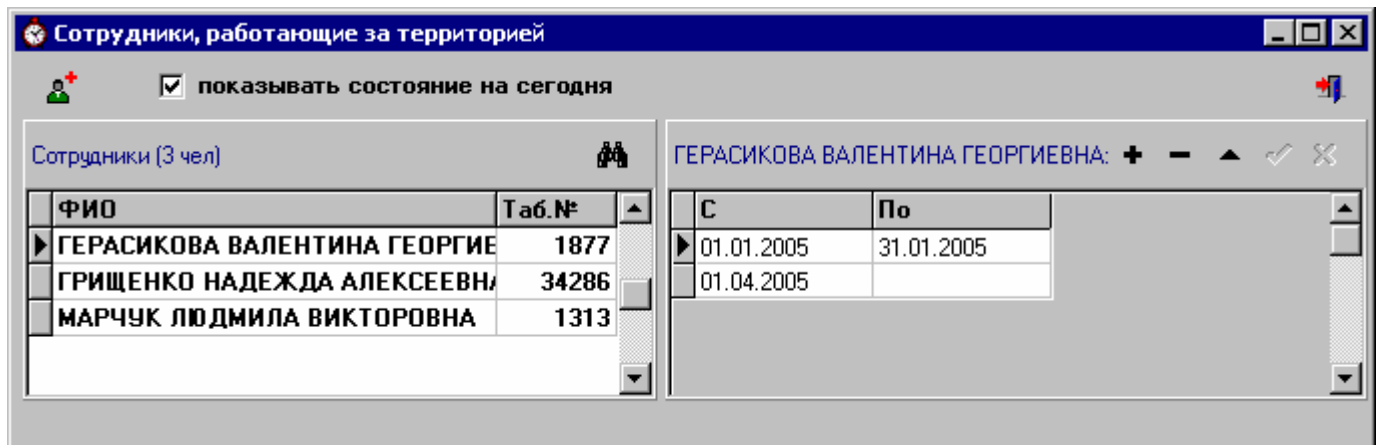 Сотрудники, работающие за территорией
показывать состояние на сегодня
Сотрудники (3 чел)
ФИО Таб.№
ГЕРАСИКОВА ВАЛЕНТИНА ГЕОРГИЕ 1877
ГРИЩЕНКО НАДЕЖДА АЛЕКСЕЕВНА 34286
МАРЧУК ЛЮДМИЛА ВИКТОРОВНА 1313
ГЕРАСИКОВА ВАЛЕНТИНА ГЕОРГИЕВНА:
С По
01.01.2005 31.01.2005
01.04.2005